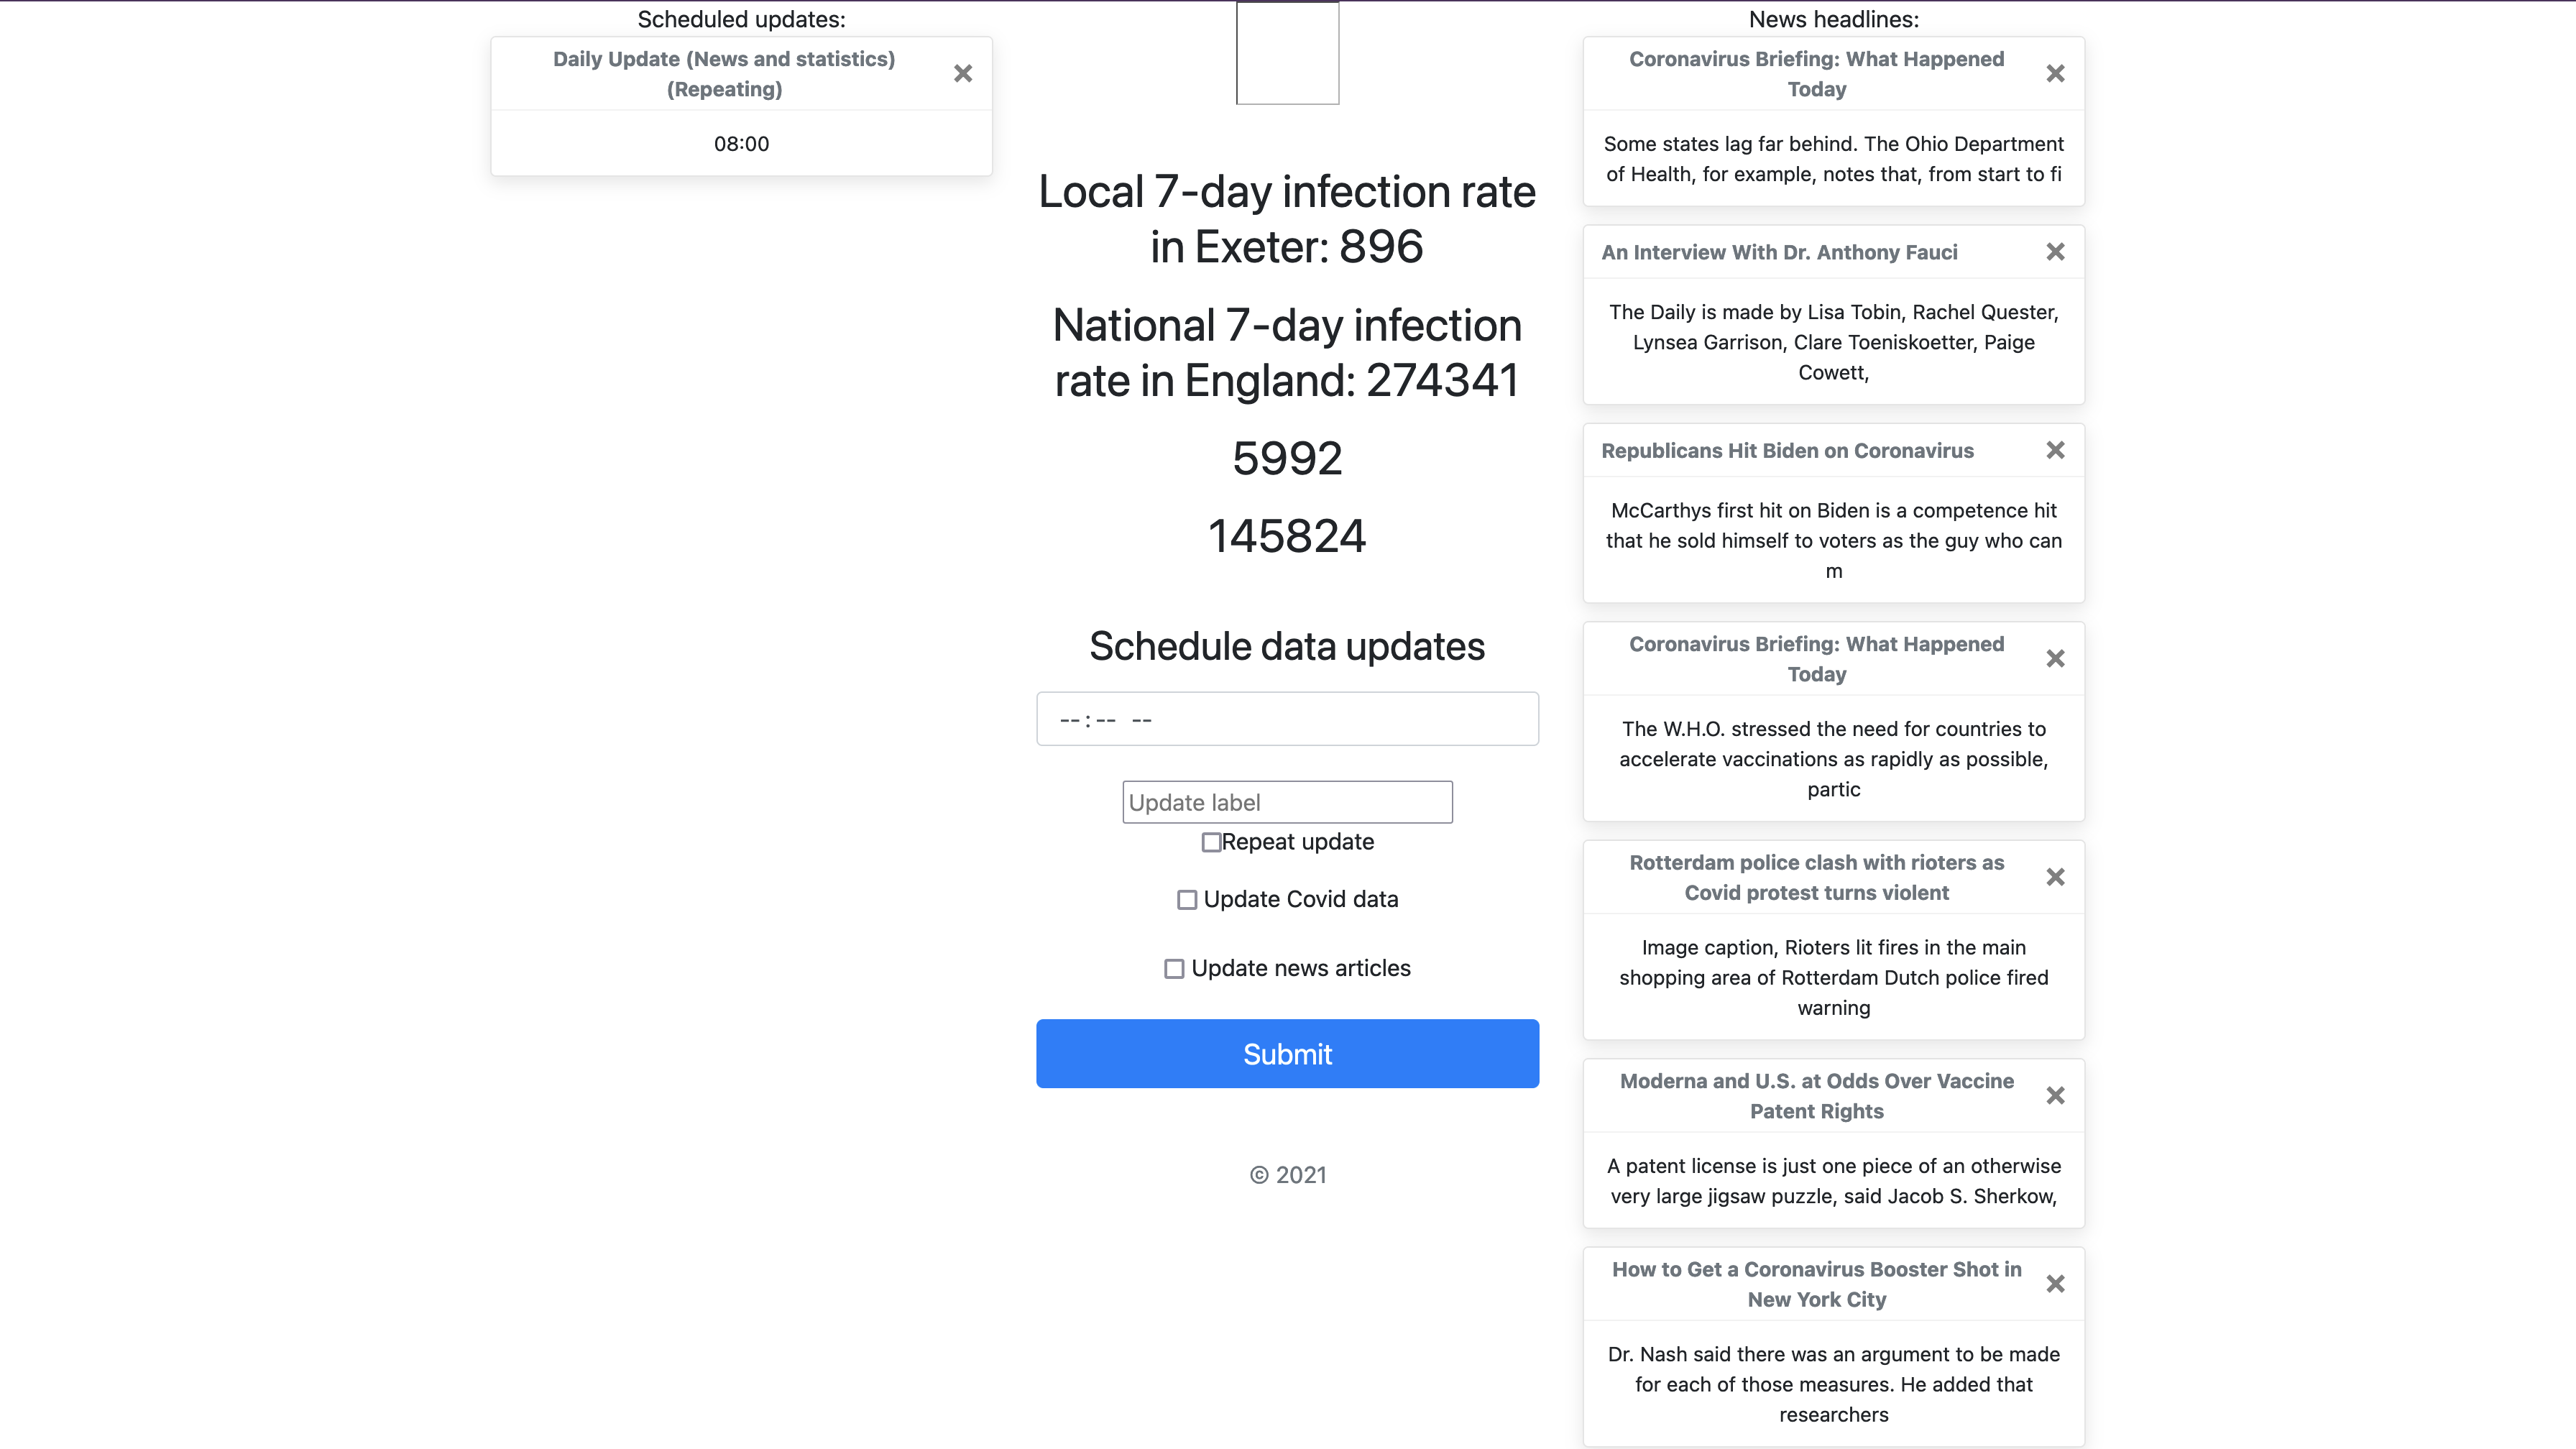 Scheduled updates:
Daily Update (News and statistics)
(Repeating)
08:00
Local 7-day infection rate
in Exeter: 896
National 7-day infection
rate in England: 274341
5992
145824
Schedule data updates
--:-- --
Update label
Repeat update
Update Covid data
Update news articles
Submit
© 2021
News headlines:
Coronavirus Briefing: What Happened
Today
Some states lag far behind. The Ohio Department
of Health, for example, notes that, from start to fi
An Interview With Dr. Anthony Fauci
The Daily is made by Lisa Tobin, Rachel Quester,
Lynsea Garrison, Clare Toeniskoetter, Paige
Cowett,
Republicans Hit Biden on Coronavirus
McCarthys first hit on Biden is a competence hit
that he sold himself to voters as the guy who can
m
Coronavirus Briefing: What Happened
Today
The W.H.O. stressed the need for countries to
accelerate vaccinations as rapidly as possible,
partic
Rotterdam police clash with rioters as
Covid protest turns violent
Image caption, Rioters lit fires in the main
shopping area of Rotterdam Dutch police fired
warning
Moderna and U.S. at Odds Over Vaccine
Patent Rights
A patent license is just one piece of an otherwise
very large jigsaw puzzle, said Jacob S. Sherkow,
How to Get a Coronavirus Booster Shot in
New York City
Dr. Nash said there was an argument to be made
for each of those measures. He added that
researchers